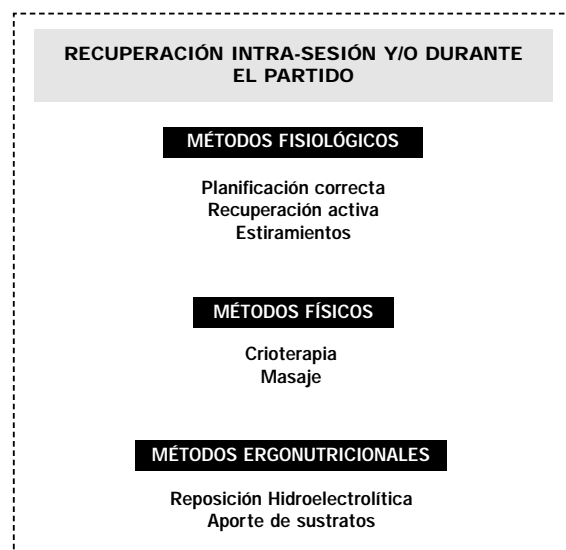 RECUPERACIÓN INTRA-SESIÓN Y/O DURANTE
EL PARTIDO
MÉTODOS FISIOLÓGICOS
Planificación correcta
Recuperación activa
Estiramientos
MÉTODOS FÍSICOS
Crioterapia
Masaje
MÉTODOS ERGONUTRICIONALES
Reposición Hidroelectrolítica
Aporte de sustratos